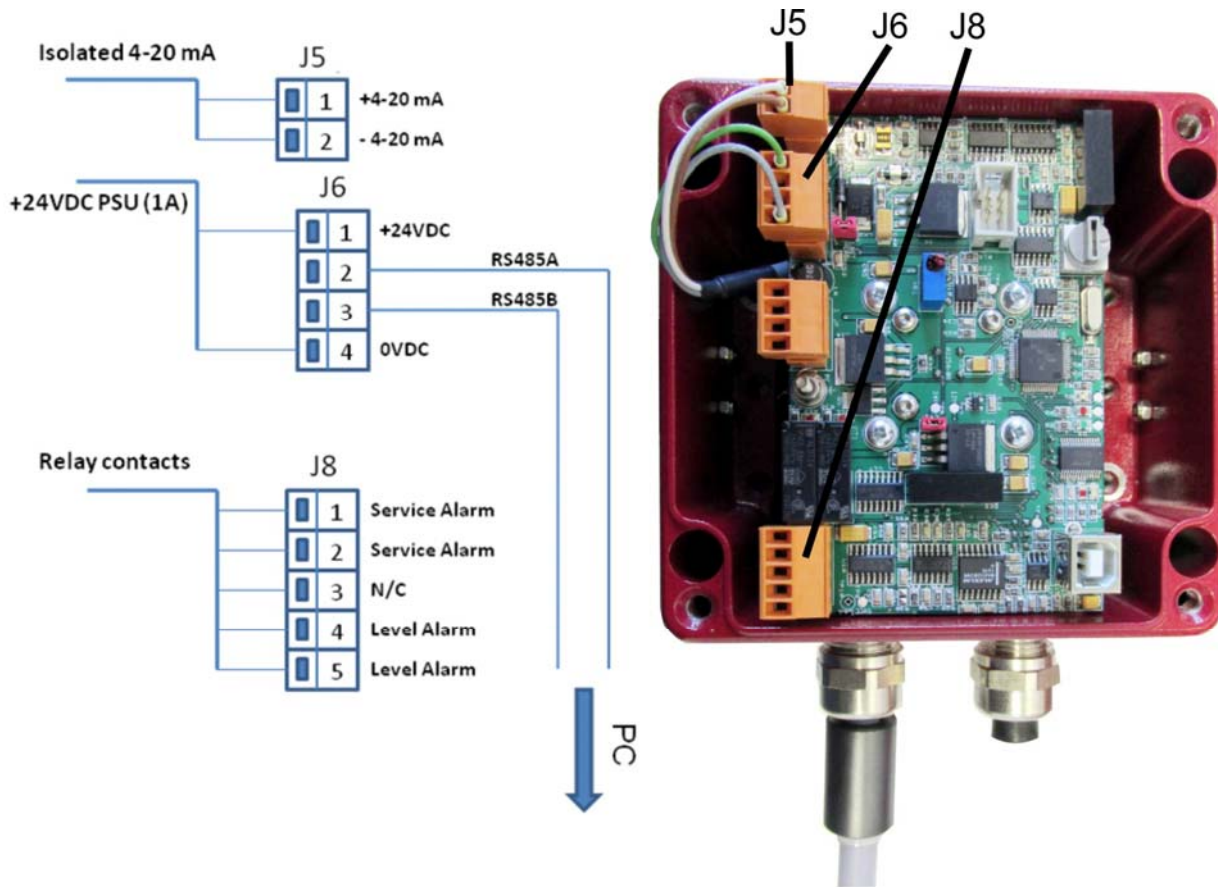 Isolated 4-20 mA
J5
1 +4-20 mA
2 - 4-20 mA
+24VDC PSU (1A)
J6
1 +24VDC
2 RS485A
3 RS485B
4 0VDC
Relay contacts
J8
1 Service Alarm
2 Service Alarm
3 N/C
4 Level Alarm
5 Level Alarm
PC
J5
J6
J8